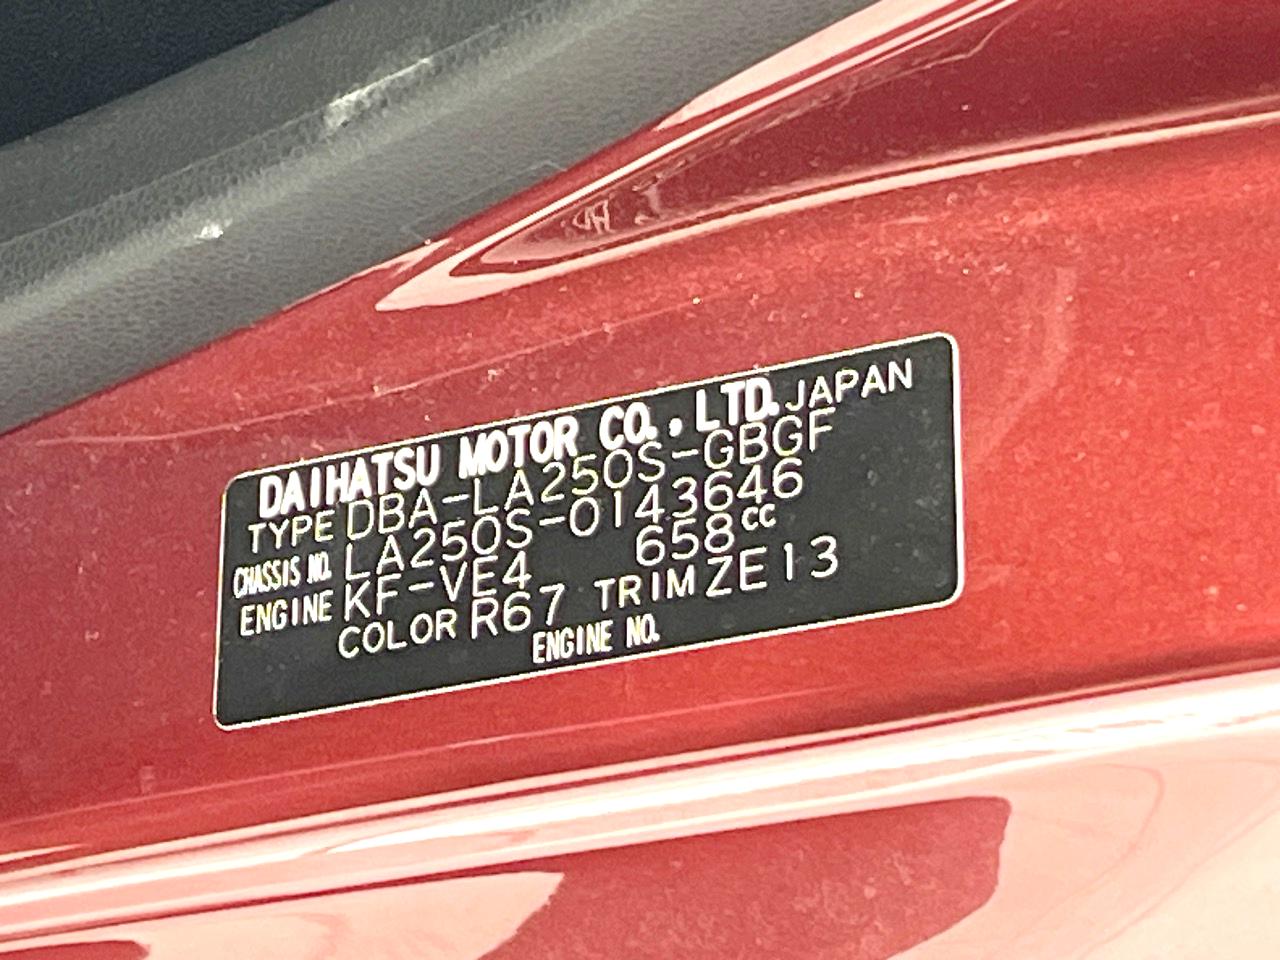 DAIHATSU MOTOR CO.,LTD. JAPAN
TYPE DBA-LA250S-GBGF
CHASSIS NO. LA250S-0143646
ENGINE KF-VE4 658cc
COLOR R67 TRIM ZE13
ENGINE NO.